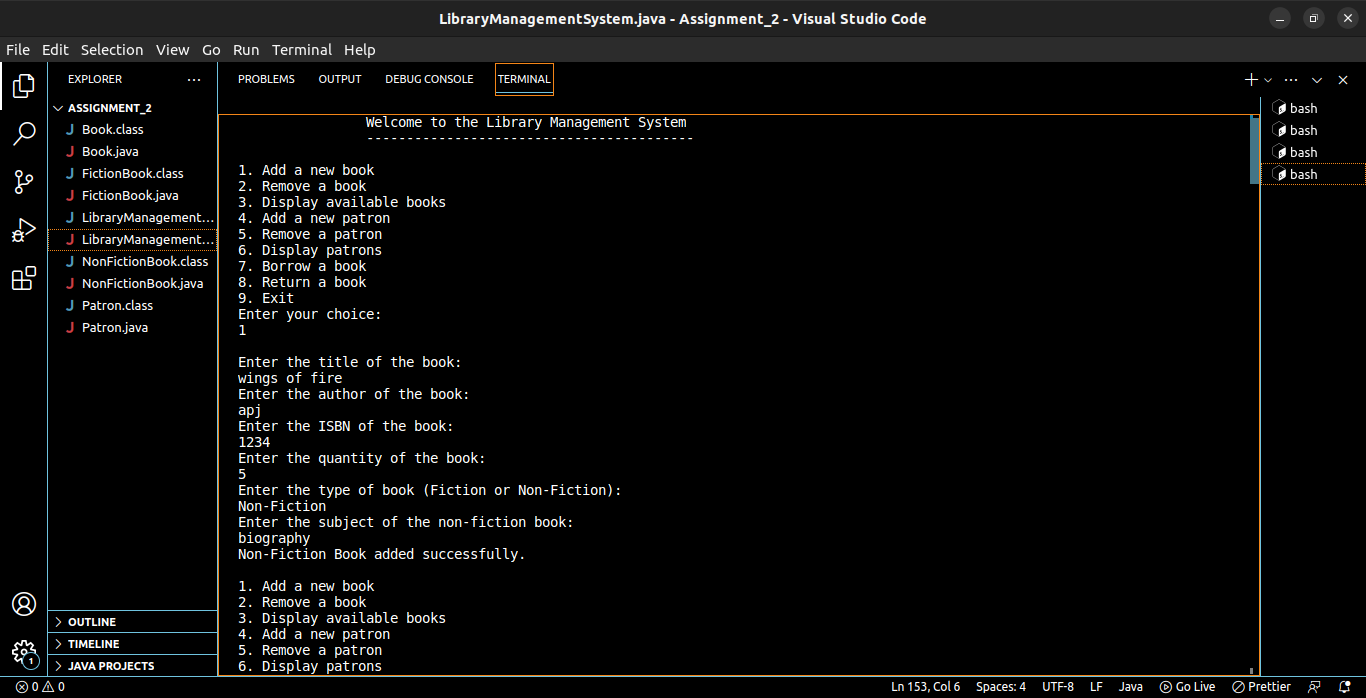 LibraryManagementSystem.java - Assignment_2 - Visual Studio Code
File Edit Selection View Go Run Terminal Help
EXPLORER ...
ASSIGNMENT_2
J Book.class
J Book.java
J FictionBook.class
J FictionBook.java
J LibraryManagement...
J LibraryManagement...
J NonFictionBook.class
J NonFictionBook.java
J Patron.class
J Patron.java
OUTLINE
TIMELINE
JAVA PROJECTS
1
PROBLEMS OUTPUT DEBUG CONSOLE TERMINAL
Welcome to the Library Management System
-----------------------------------------
1. Add a new book
2. Remove a book
3. Display available books
4. Add a new patron
5. Remove a patron
6. Display patrons
7. Borrow a book
8. Return a book
9. Exit
Enter your choice:
1
Enter the title of the book:
wings of fire
Enter the author of the book:
apj
Enter the ISBN of the book:
1234
Enter the quantity of the book:
5
Enter the type of book (Fiction or Non-Fiction):
Non-Fiction
Enter the subject of the non-fiction book:
biography
Non-Fiction Book added successfully.
1. Add a new book
2. Remove a book
3. Display available books
4. Add a new patron
5. Remove a patron
6. Display patrons
bash
bash
bash
bash
0 0 Ln 153, Col 6 Spaces: 4 UTF-8 LF Java Go Live Prettier